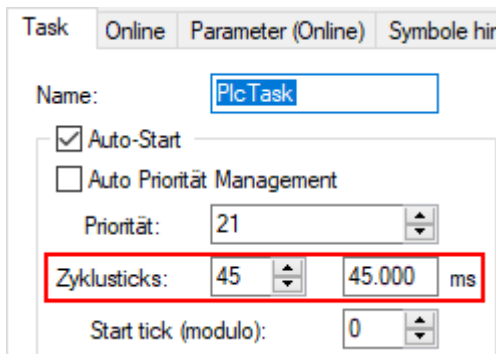 Task Online Parameter (Online) Symbole hin
Name: PlcTask
Auto-Start
Auto Priorität Management
Priorität: 21
Zyklusticks: 45 45.000 ms
Start tick (modulo): 0